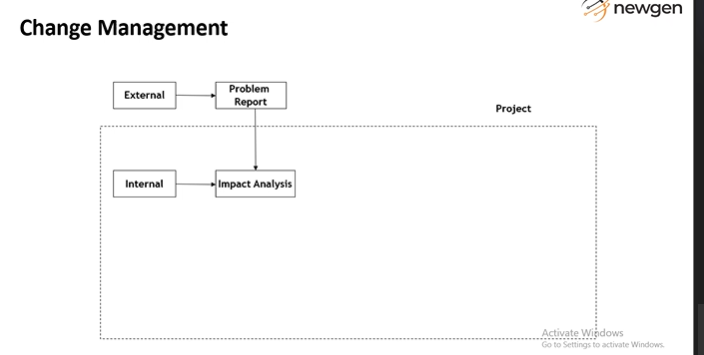 newgen
Change Management
External
Problem
Report
Project
Internal
Impact Analysis
Activate Windows
Go to Settings to activate Windows.